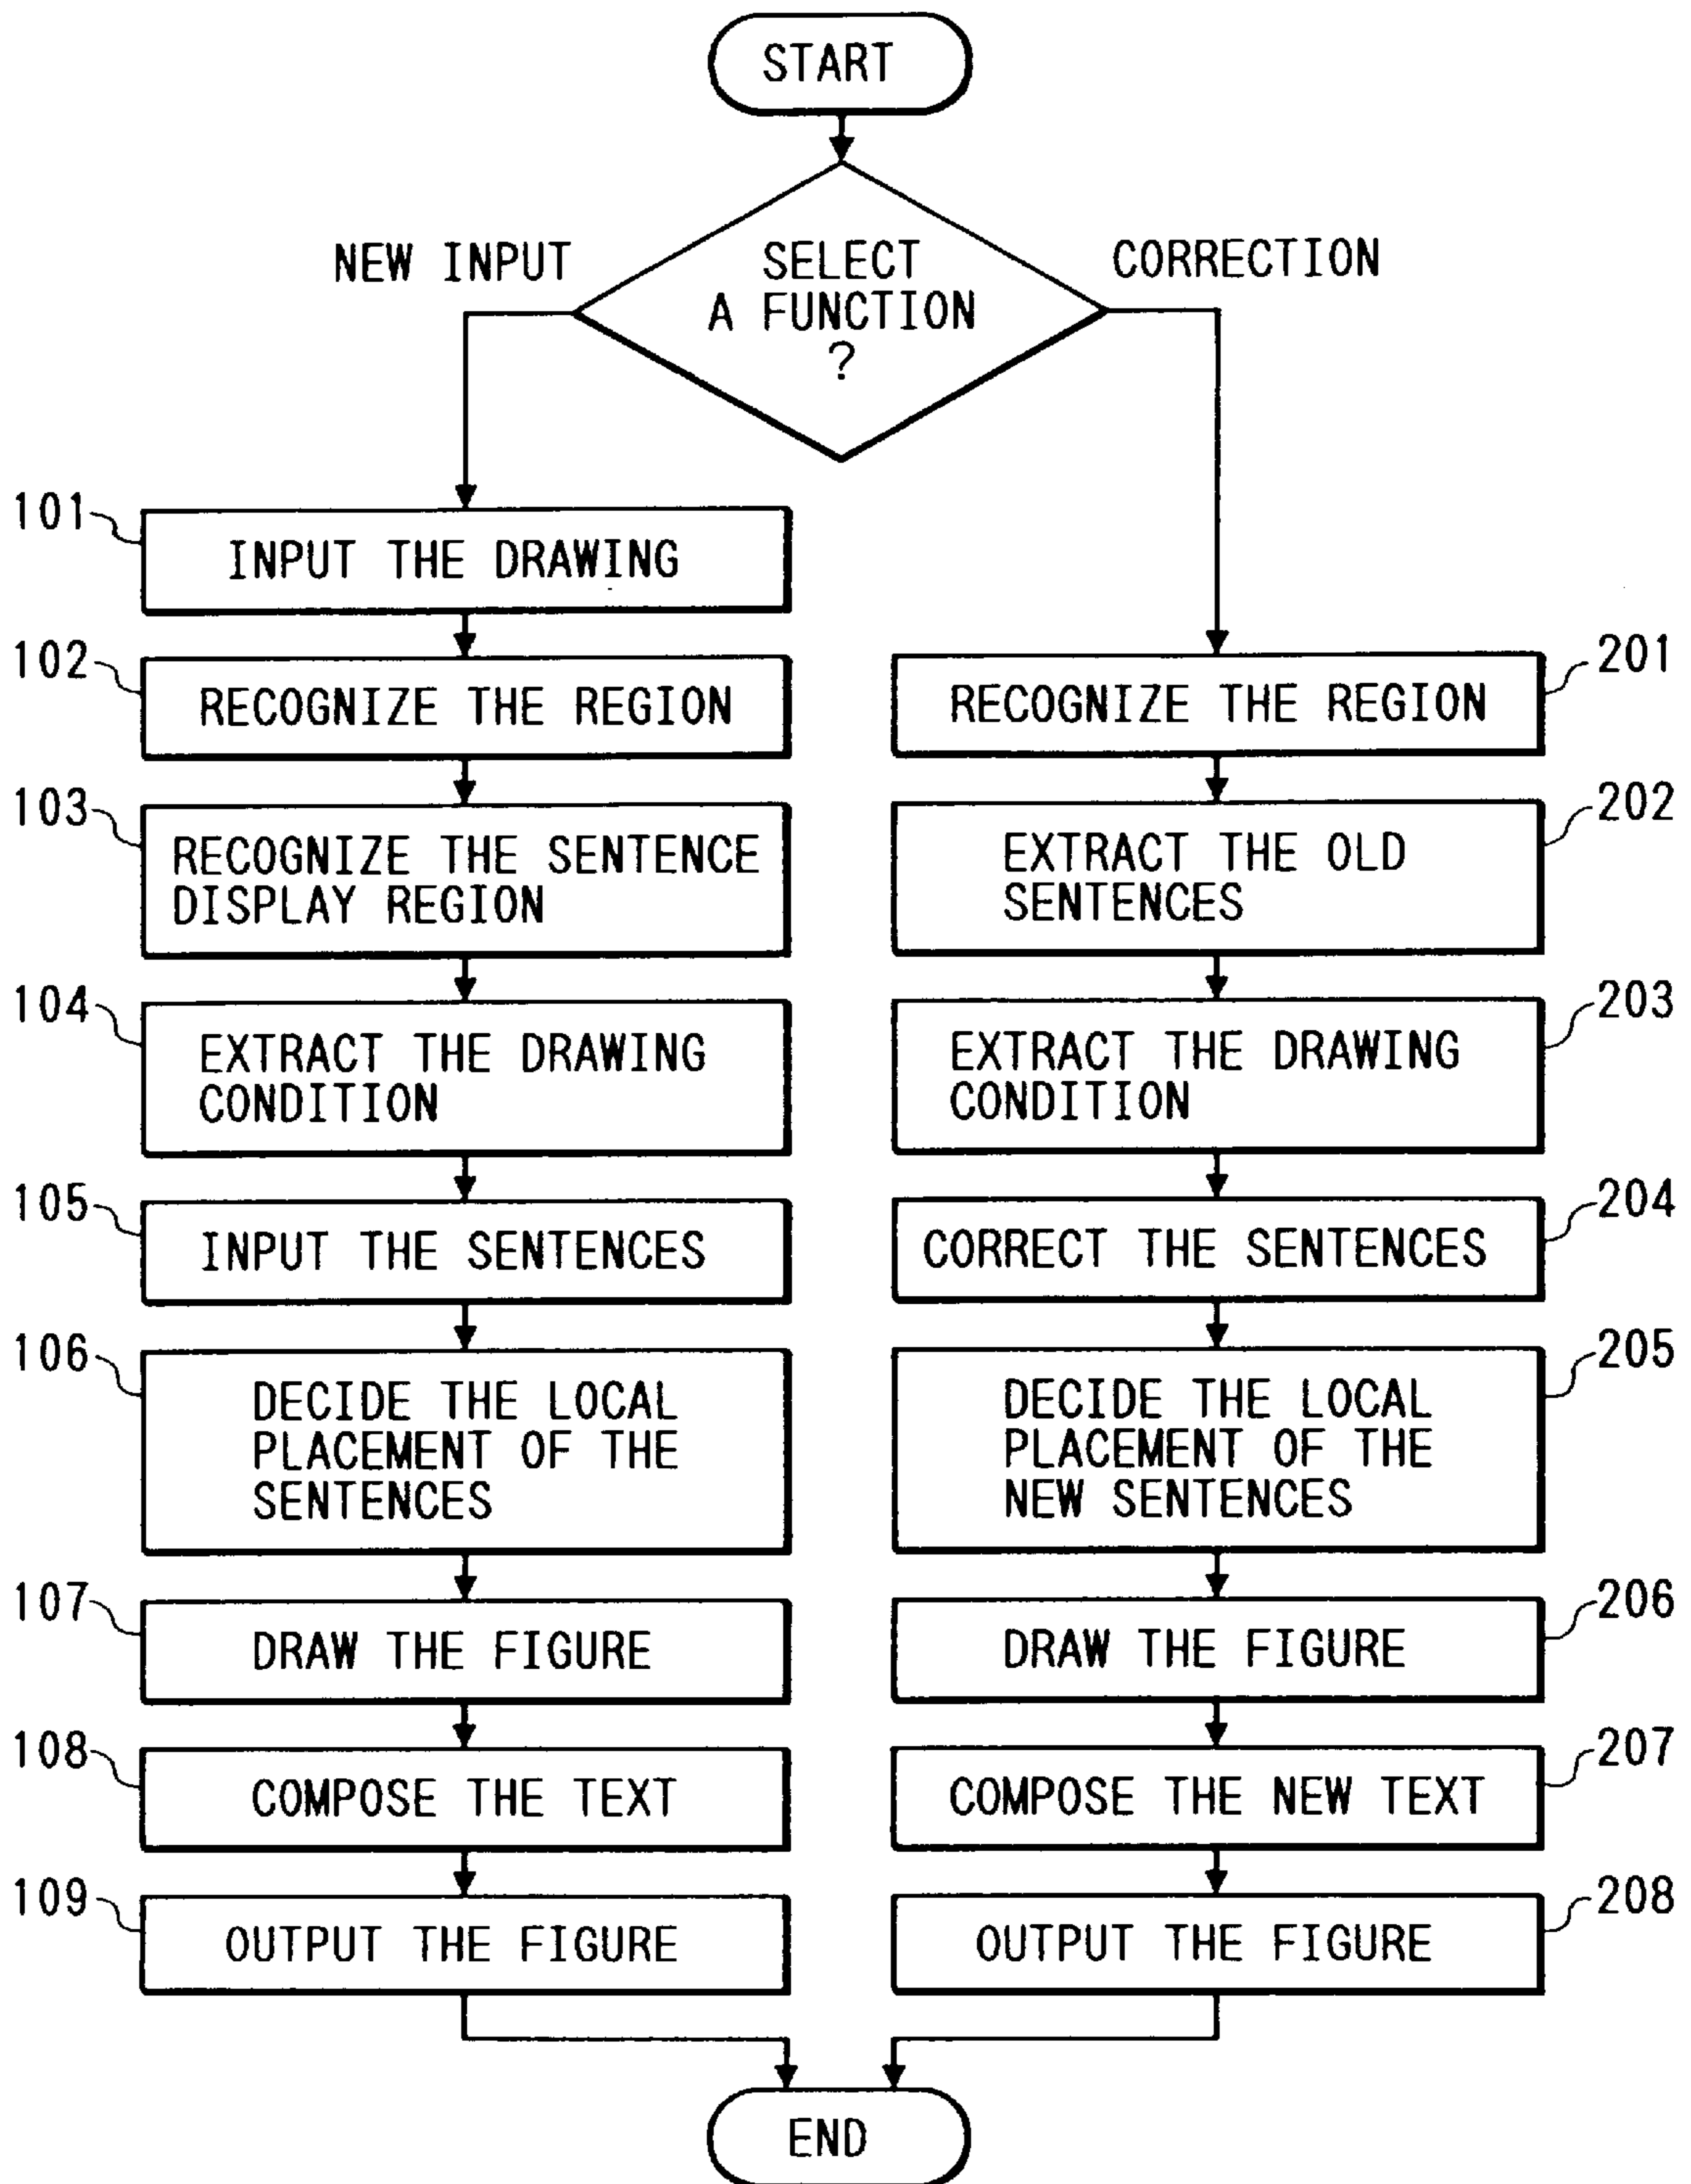 START
SELECT
A FUNCTION
?
NEW INPUT
CORRECTION
101
INPUT THE DRAWING
102
RECOGNIZE THE REGION
103
RECOGNIZE THE SENTENCE
DISPLAY REGION
104
EXTRACT THE DRAWING
CONDITION
105
INPUT THE SENTENCES
106
DECIDE THE LOCAL
PLACEMENT OF THE
SENTENCES
107
DRAW THE FIGURE
108
COMPOSE THE TEXT
109
OUTPUT THE FIGURE
201
RECOGNIZE THE REGION
202
EXTRACT THE OLD
SENTENCES
203
EXTRACT THE DRAWING
CONDITION
204
CORRECT THE SENTENCES
205
DECIDE THE LOCAL
PLACEMENT OF THE
NEW SENTENCES
206
DRAW THE FIGURE
207
COMPOSE THE NEW TEXT
208
OUTPUT THE FIGURE
END